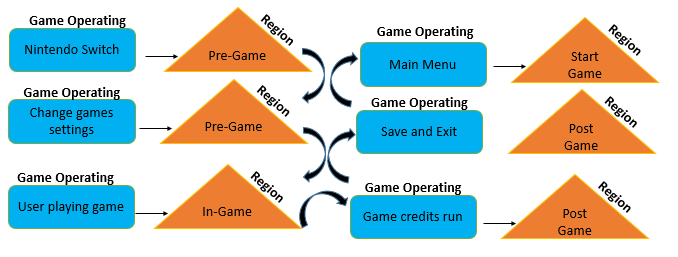 Game Operating
Nintendo Switch
Region
Pre-Game
Game Operating
Main Menu
Region
Start
Game
Game Operating
Change games
settings
Region
Pre-Game
Game Operating
Save and Exit
Region
Post
Game
Game Operating
User playing game
Region
In-Game
Game Operating
Game credits run
Region
Post
Game